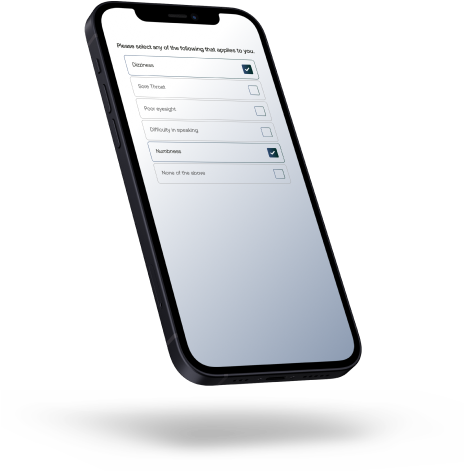 Please select any of the following that applies to you.
Dizziness
Sore Throat
Poor eyesight
Difficulty in speaking
Numbness
None of the above